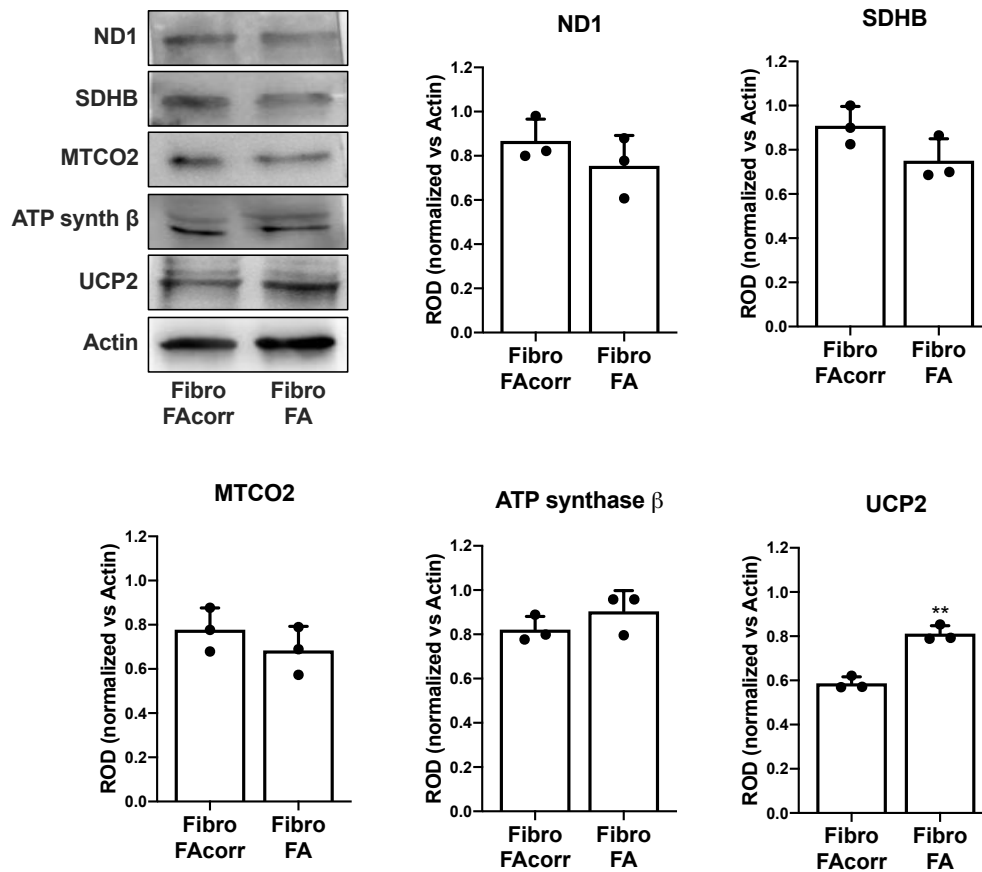 ND1
SDHB
MTCO2
ATP synth β
UCP2
Actin
Fibro
FAcorr
Fibro
FA
ND1
ROD (normalized vs Actin)
1.2
1.0
0.8
0.6
0.4
0.2
0.0
Fibro
FAcorr
Fibro
FA
SDHB
ROD (normalized vs Actin)
1.2
1.0
0.8
0.6
0.4
0.2
0.0
Fibro
FAcorr
Fibro
FA
MTCO2
ROD (normalized vs Actin)
1.2
1.0
0.8
0.6
0.4
0.2
0.0
Fibro
FAcorr
Fibro
FA
ATP synthase β
ROD (normalized vs Actin)
1.2
1.0
0.8
0.6
0.4
0.2
0.0
Fibro
FAcorr
Fibro
FA
UCP2
ROD (normalized vs Actin)
1.2
1.0
0.8
0.6
0.4
0.2
0.0
**
Fibro
FAcorr
Fibro
FA